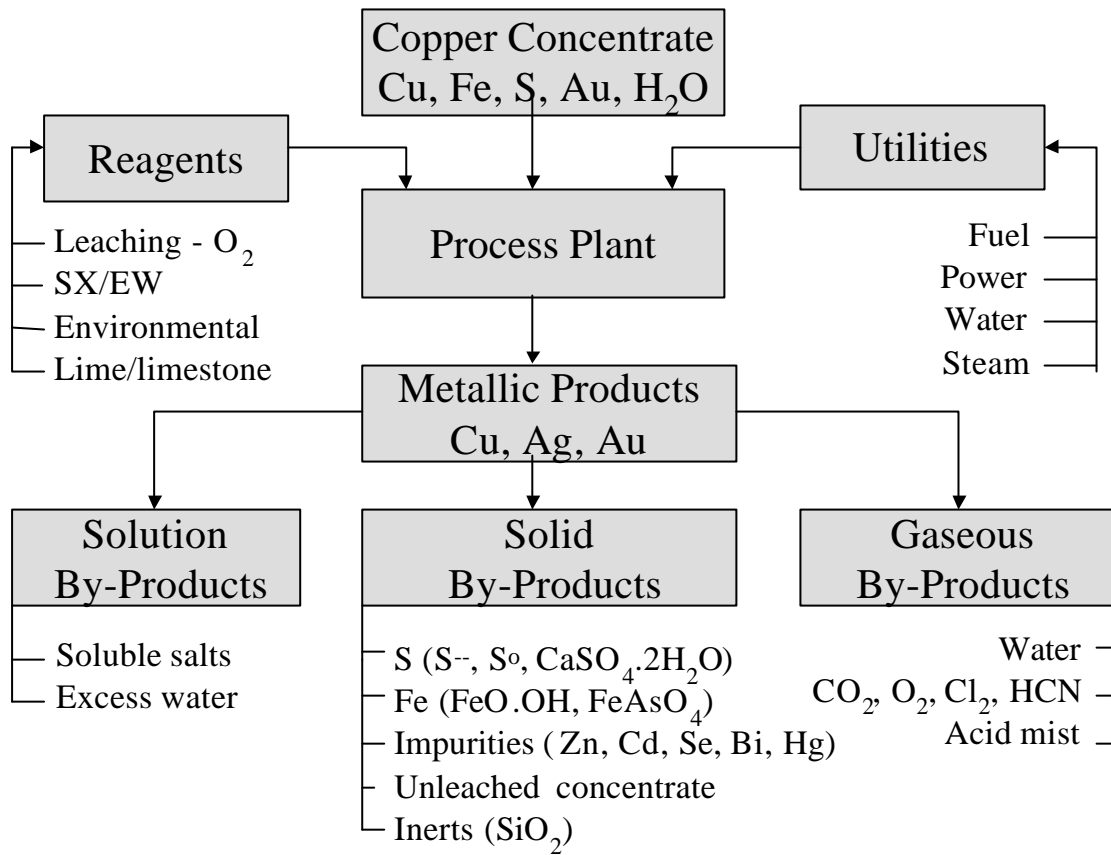 Copper Concentrate
Cu, Fe, S, Au, H₂O
Reagents
Utilities
Leaching - O₂
SX/EW
Environmental
Lime/limestone
Process Plant
Fuel
Power
Water
Steam
Metallic Products
Cu, Ag, Au
Solution
By-Products
Solid
By-Products
Gaseous
By-Products
Soluble salts
Excess water
S (S⁻⁻, Sᵒ, CaSO₄.2H₂O)
Fe (FeO.OH, FeAsO₄)
Impurities (Zn, Cd, Se, Bi, Hg)
Unleached concentrate
Inerts (SiO₂)
Water
CO₂, O₂, Cl₂, HCN
Acid mist